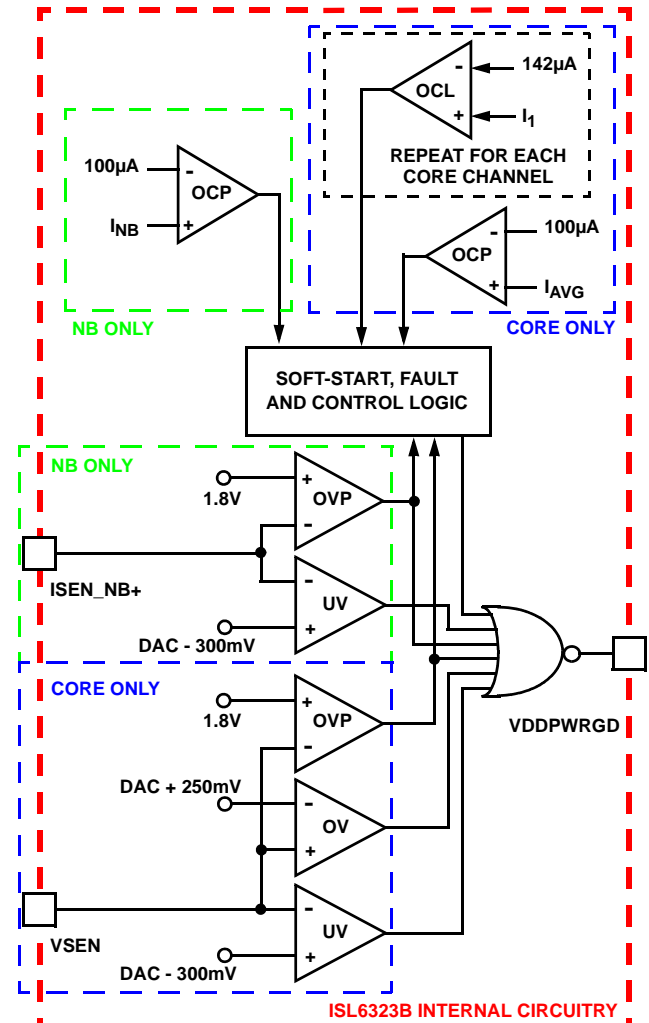 142µA
-
OCL
+
I1
REPEAT FOR EACH
CORE CHANNEL
100µA
-
OCP
INB
+
-
100µA
OCP
+
IAVG
NB ONLY
CORE ONLY
SOFT-START, FAULT
AND CONTROL LOGIC
NB ONLY
+
1.8V
OVP
-
ISEN_NB+
-
UV
+
DAC - 300mV
CORE ONLY
+
1.8V
OVP
-
VDDPWRGD
DAC + 250mV
-
OV
+
VSEN
-
UV
+
DAC - 300mV
ISL6323B INTERNAL CIRCUITRY